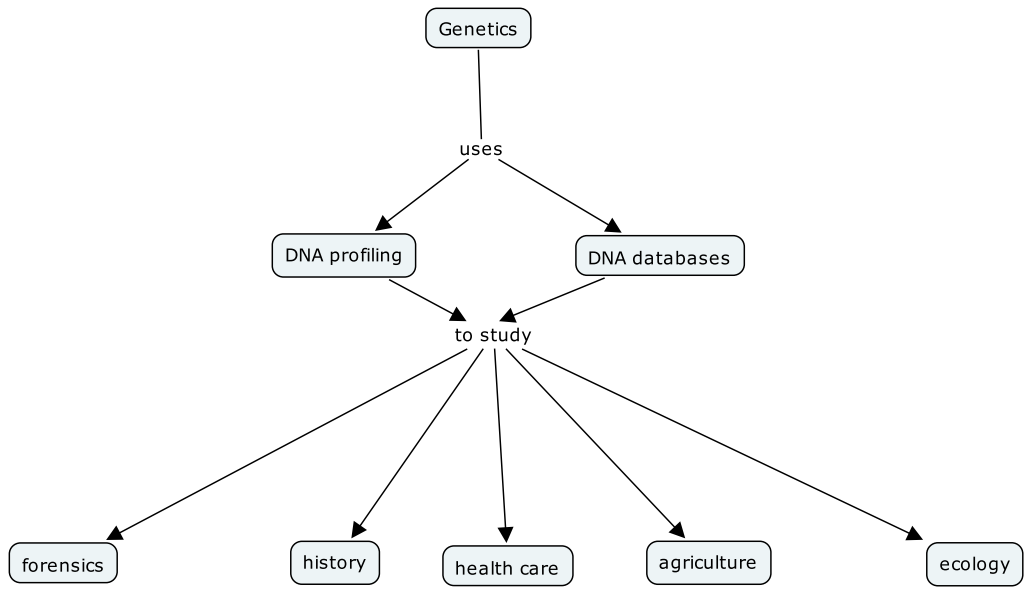 Genetics
uses
DNA profiling
DNA databases
to study
forensics
history
health care
agriculture
ecology